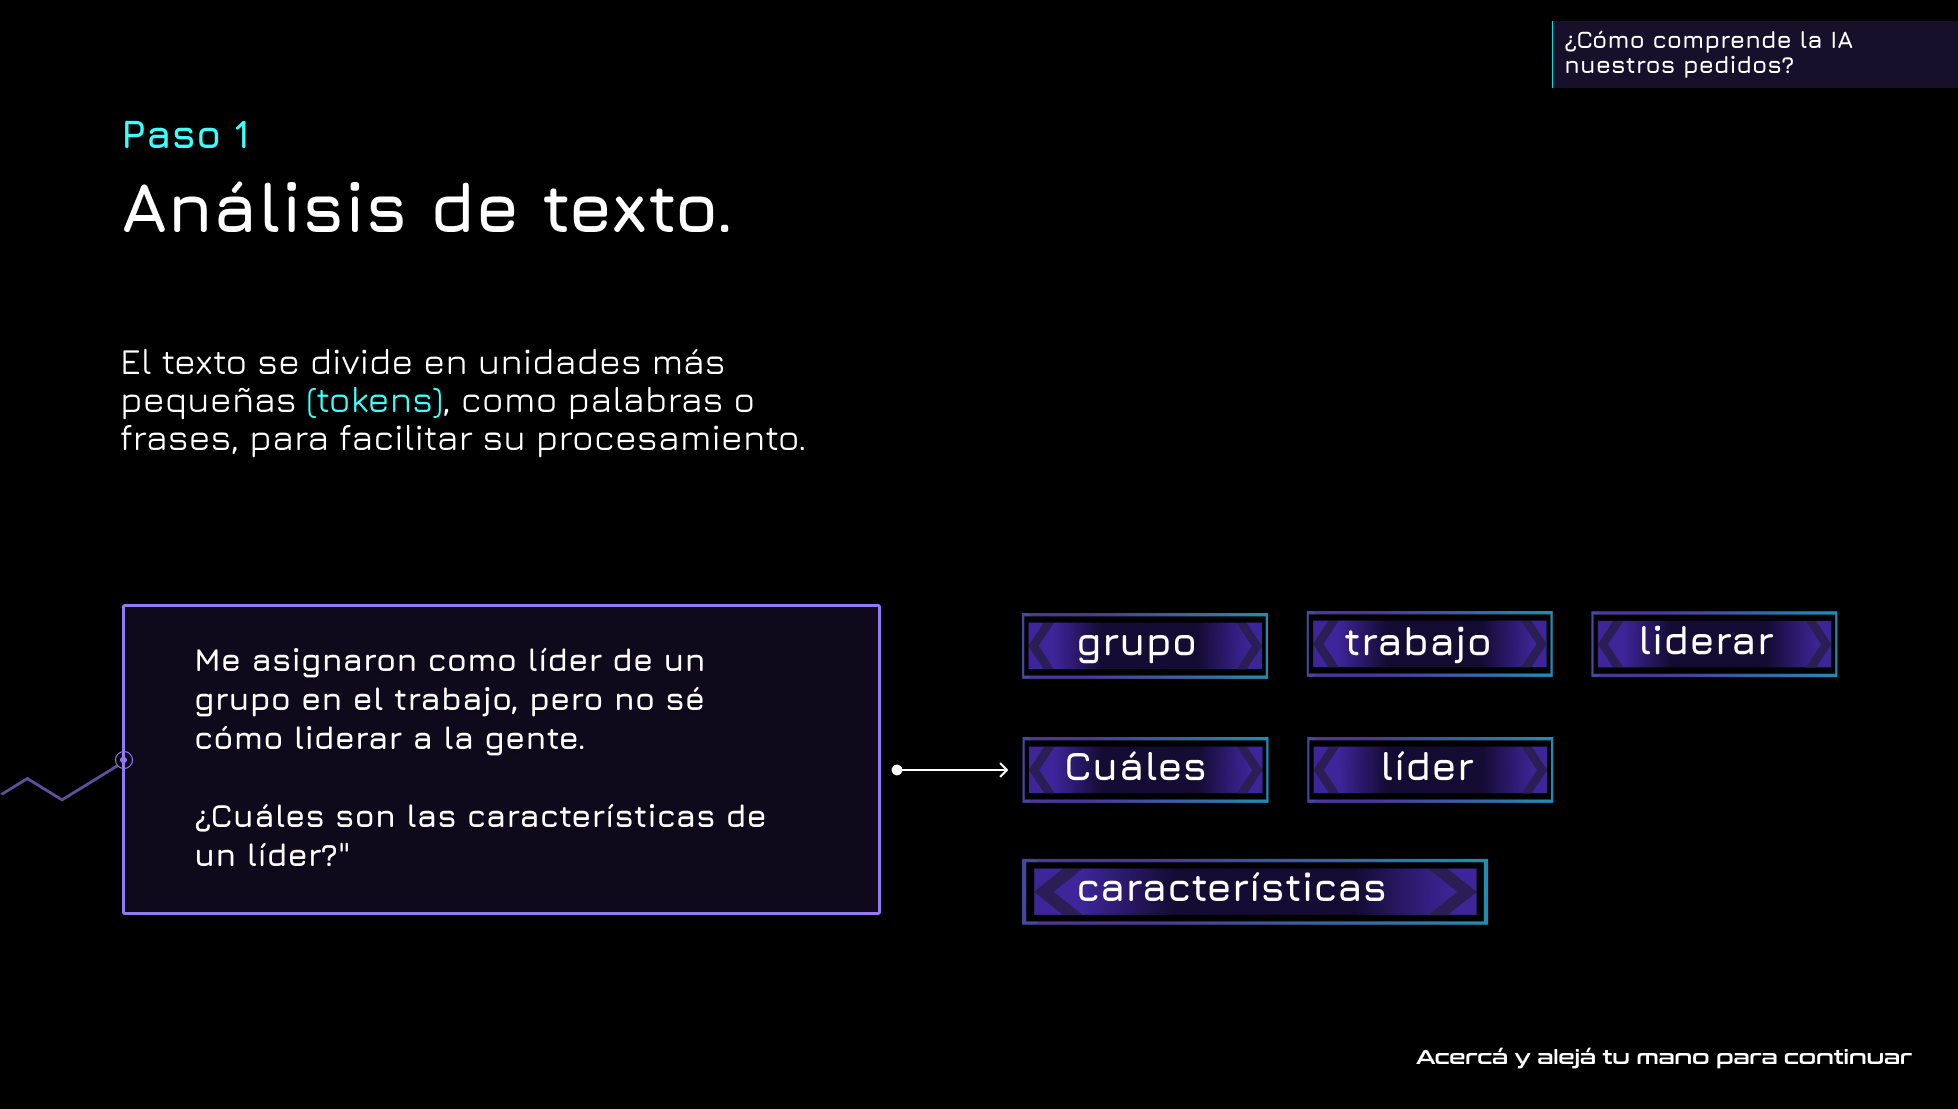 ¿Cómo comprende la IA
nuestros pedidos?
Paso 1
Análisis de texto.
El texto se divide en unidades más
pequeñas (tokens), como palabras o
frases, para facilitar su procesamiento.
Me asignaron como líder de un
grupo en el trabajo, pero no sé
cómo liderar a la gente.
¿Cuáles son las características de
un líder?"
grupo
trabajo
liderar
Cuáles
líder
características
Acercá y alejá tu mano para continuar